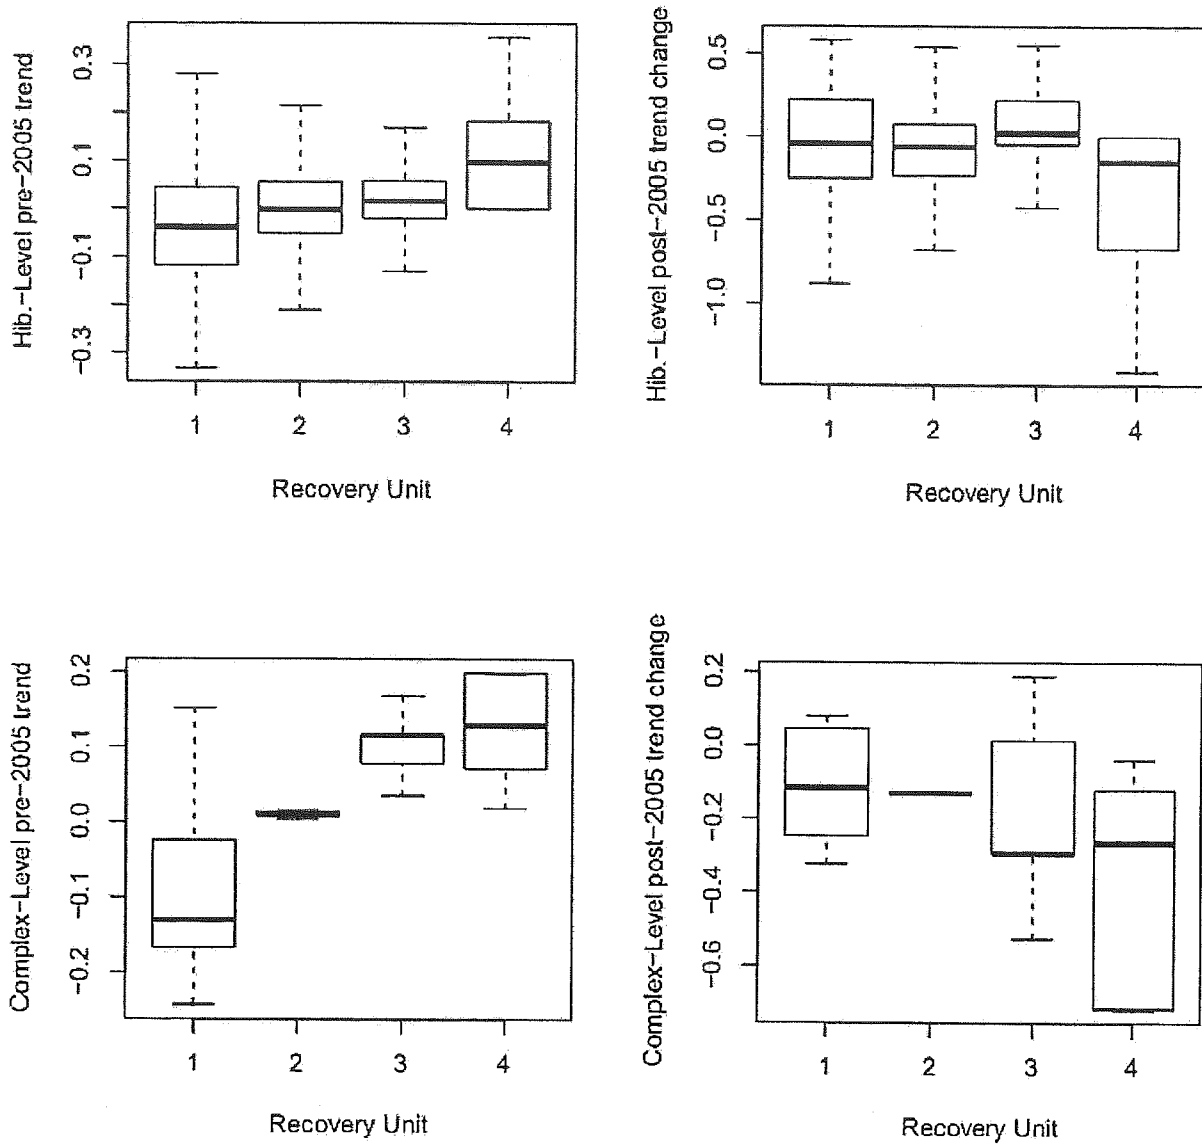 Hib.-Level pre-2005 trend
0.3
0.1
-0.1
-0.3
1 2 3 4
Recovery Unit
Hib.-Level post-2005 trend change
0.5
0.0
-0.5
-1.0
1 2 3 4
Recovery Unit
Complex-Level pre-2005 trend
0.2
0.1
0.0
-0.1
-0.2
1 2 3 4
Recovery Unit
Complex-Level post-2005 trend change
0.2
0.0
-0.2
-0.4
-0.6
1 2 3 4
Recovery Unit